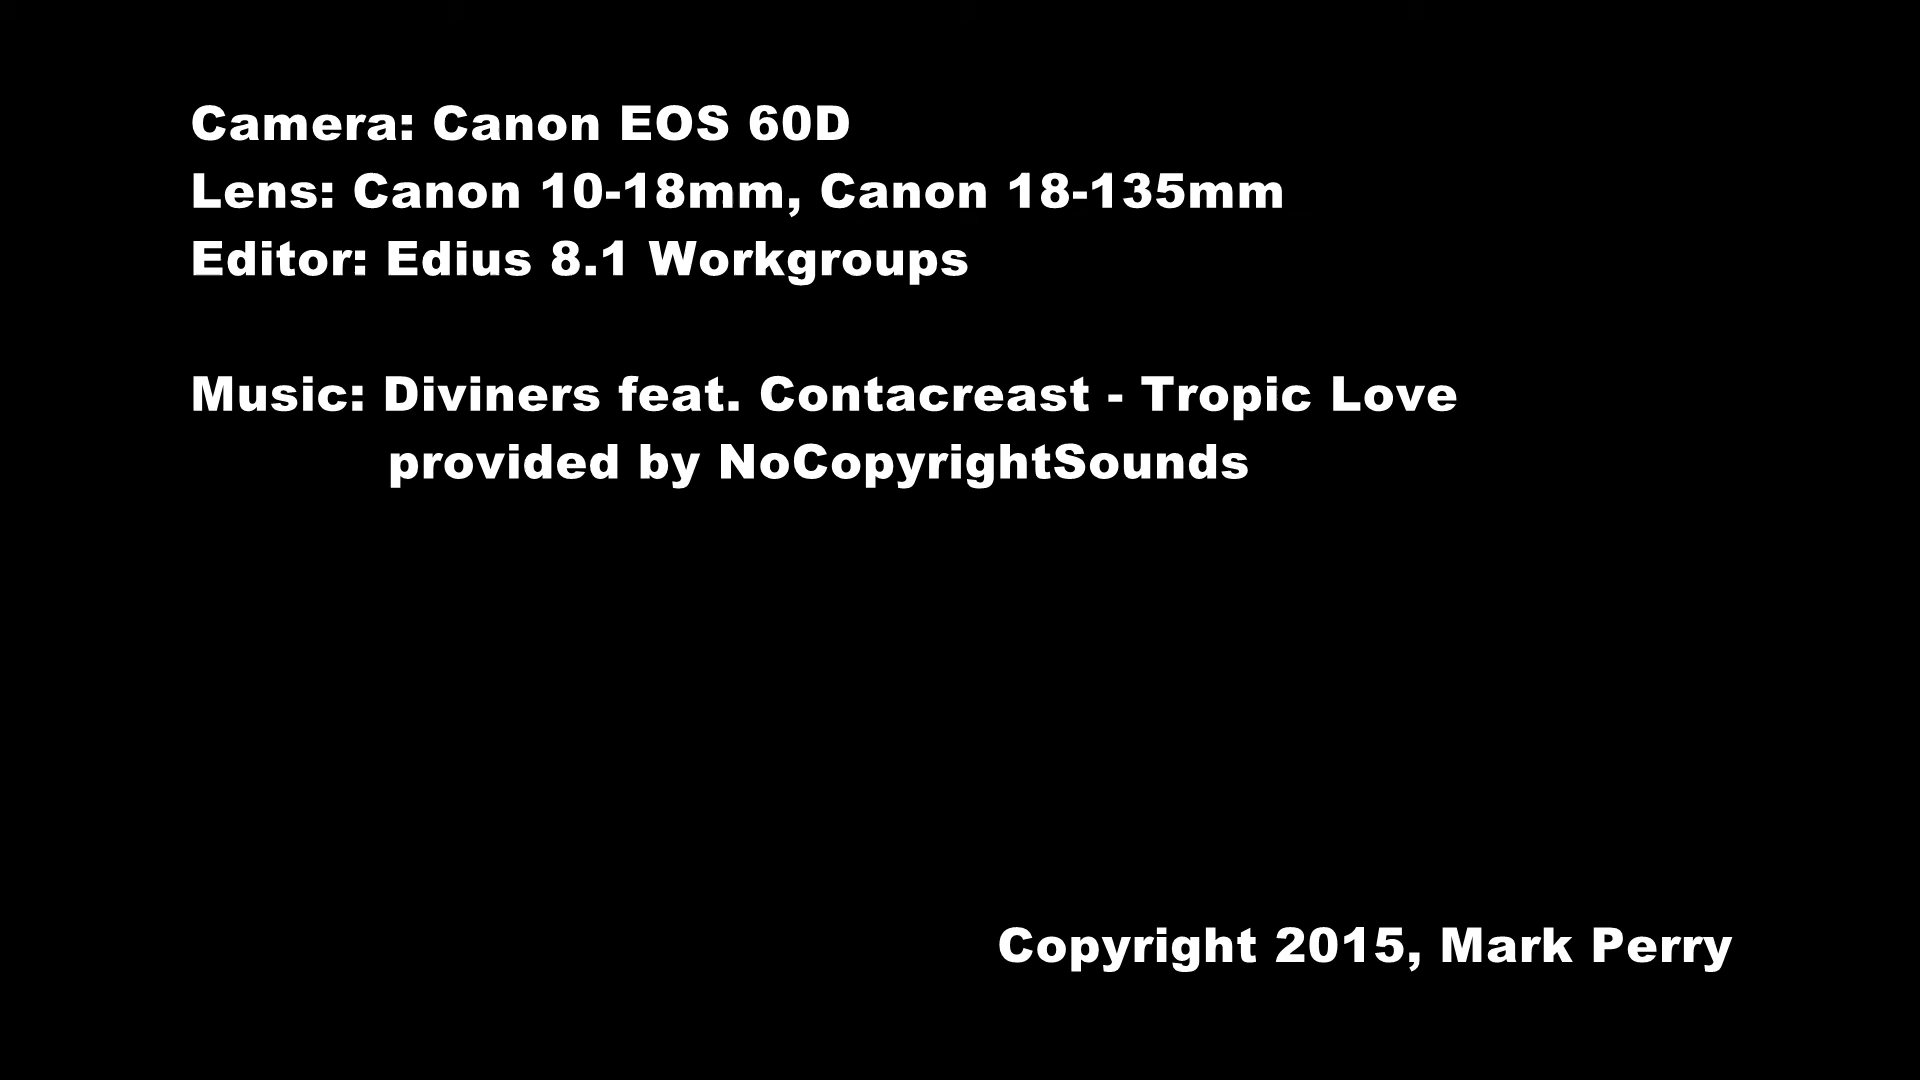 Camera: Canon EOS 60D
Lens: Canon 10-18mm, Canon 18-135mm
Editor: Edius 8.1 Workgroups
Music: Diviners feat. Contacreast - Tropic Love
provided by NoCopyrightSounds
Copyright 2015, Mark Perry